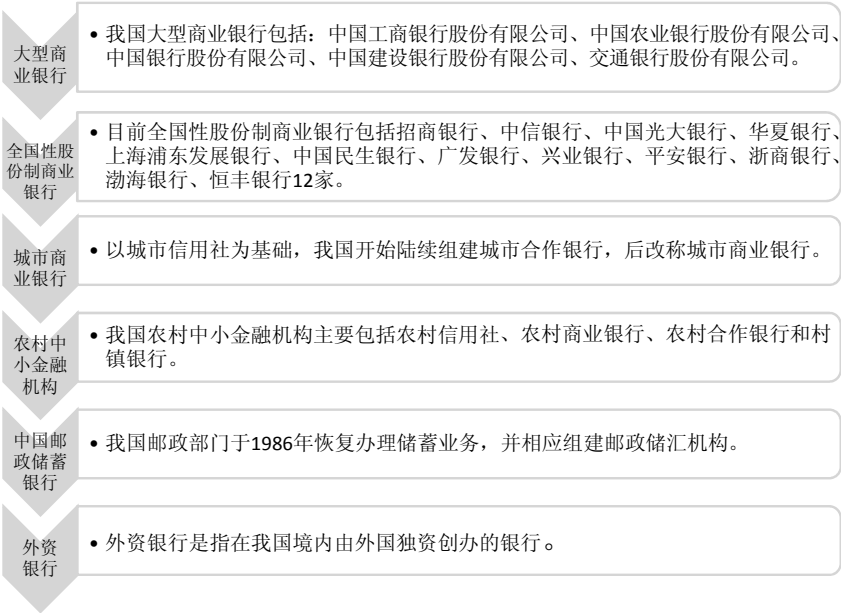 大型商
业银行
• 我国大型商业银行包括：中国工商银行股份有限公司、中国农业银行股份有限公司、
中国银行股份有限公司、中国建设银行股份有限公司、交通银行股份有限公司。
全国性股
份制商业
银行
• 目前全国性股份制商业银行包括招商银行、中信银行、中国光大银行、华夏银行、
上海浦东发展银行、中国民生银行、广发银行、兴业银行、平安银行、浙商银行、
渤海银行、恒丰银行12家。
城市商
业银行
• 以城市信用社为基础，我国开始陆续组建城市合作银行，后改称城市商业银行。
农村中
小金融
机构
• 我国农村中小金融机构主要包括农村信用社、农村商业银行、农村合作银行和村
镇银行。
中国邮
政储蓄
银行
• 我国邮政部门于1986年恢复办理储蓄业务，并相应组建邮政储汇机构。
外资
银行
• 外资银行是指在我国境内由外国独资创办的银行。